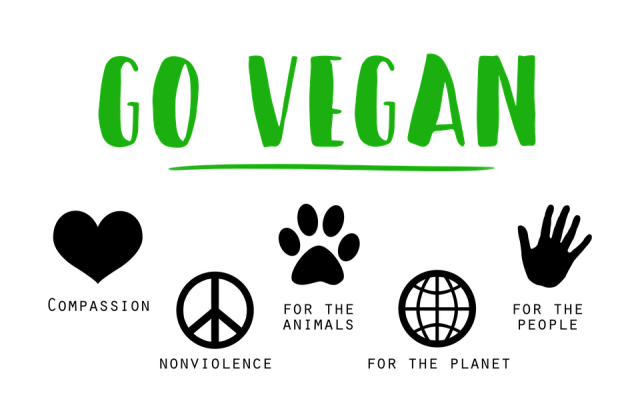 GO VEGAN
COMPASSION
NONVIOLENCE
FOR THE
ANIMALS
FOR THE PLANET
FOR THE
PEOPLE